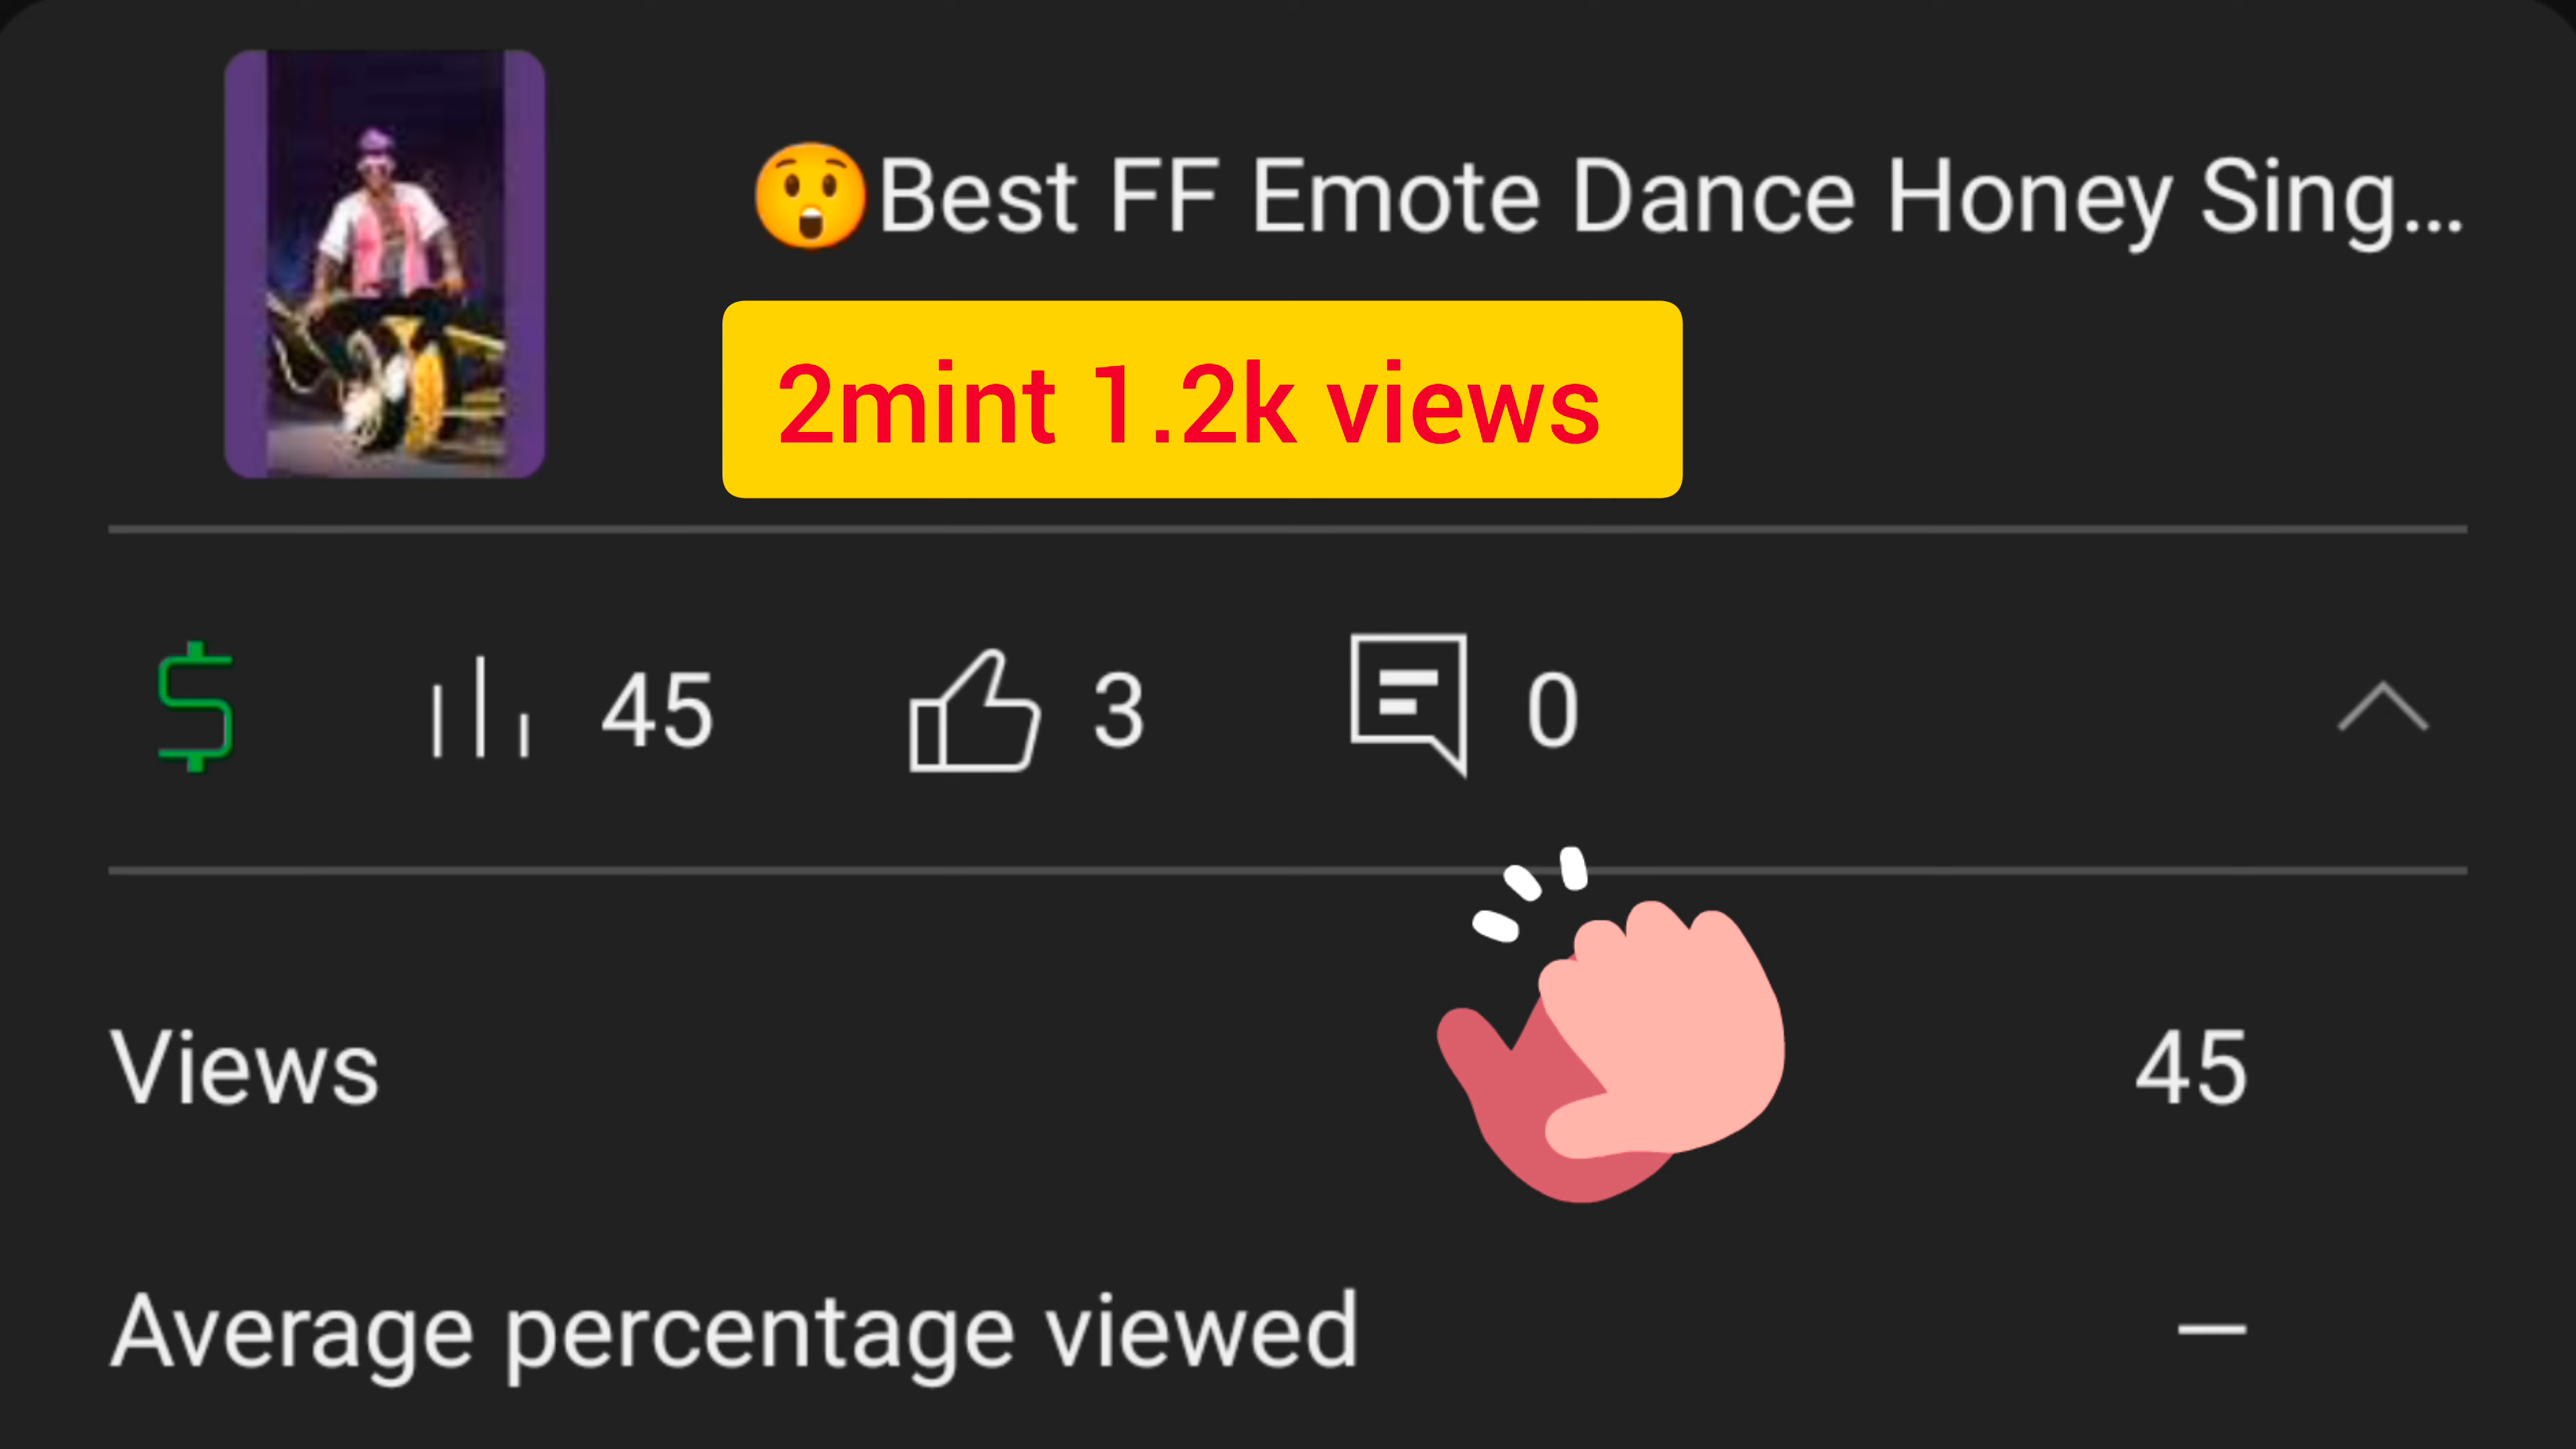 😲Best FF Emote Dance Honey Sing...
2mint 1.2k views
$ 45 3 0
Views 45
Average percentage viewed –